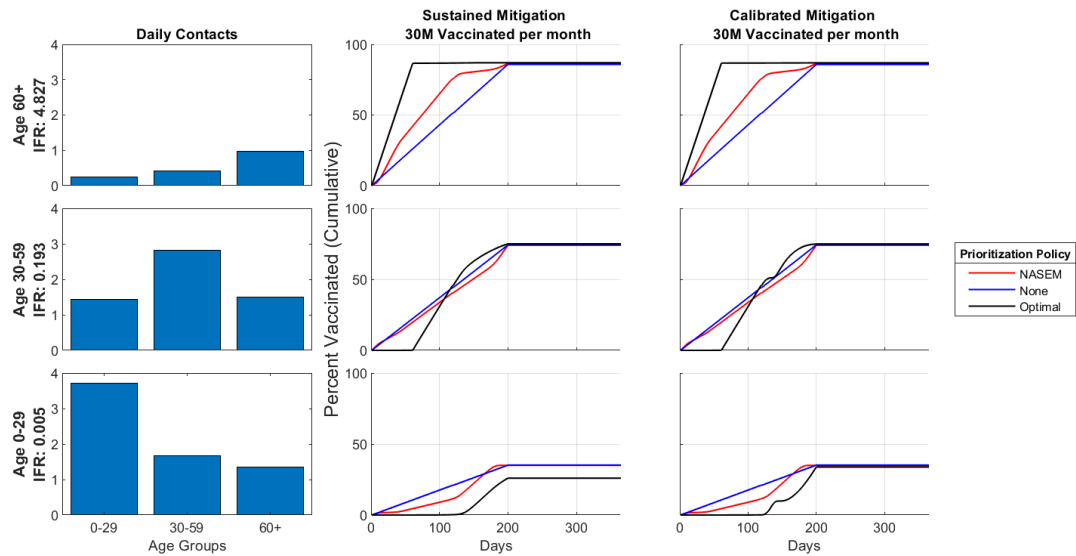 Daily Contacts
Sustained Mitigation
30M Vaccinated per month
Calibrated Mitigation
30M Vaccinated per month
Age 60+
IFR: 4.827
4
3
2
1
0
100
50
0
100
50
0
Age 30-59
IFR: 0.193
4
3
2
1
0
Percent Vaccinated (Cumulative)
100
50
0
100
50
0
Prioritization Policy
NASEM
None
Optimal
Age 0-29
IFR: 0.005
4
3
2
1
0
100
50
0
100
50
0
0-29 30-59 60+
Age Groups
0 200 300
Days
0 200 300
Days